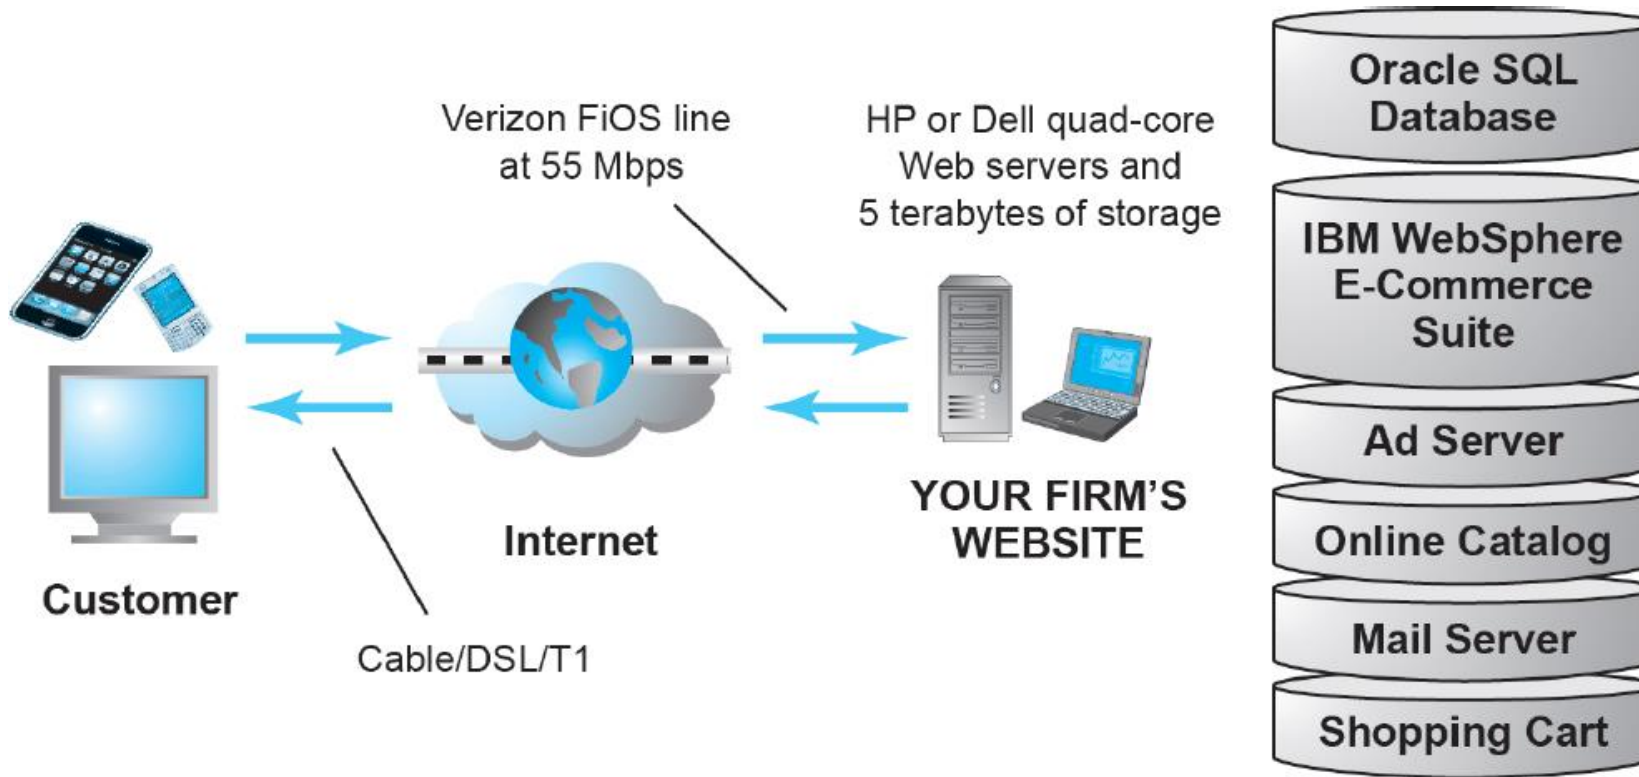 Verizon FiOS line
at 55 Mbps
HP or Dell quad-core
Web servers and
5 terabytes of storage
Customer
Internet
YOUR FIRM'S
WEBSITE
Cable/DSL/T1
Oracle SQL
Database
IBM WebSphere
E-Commerce
Suite
Ad Server
Online Catalog
Mail Server
Shopping Cart